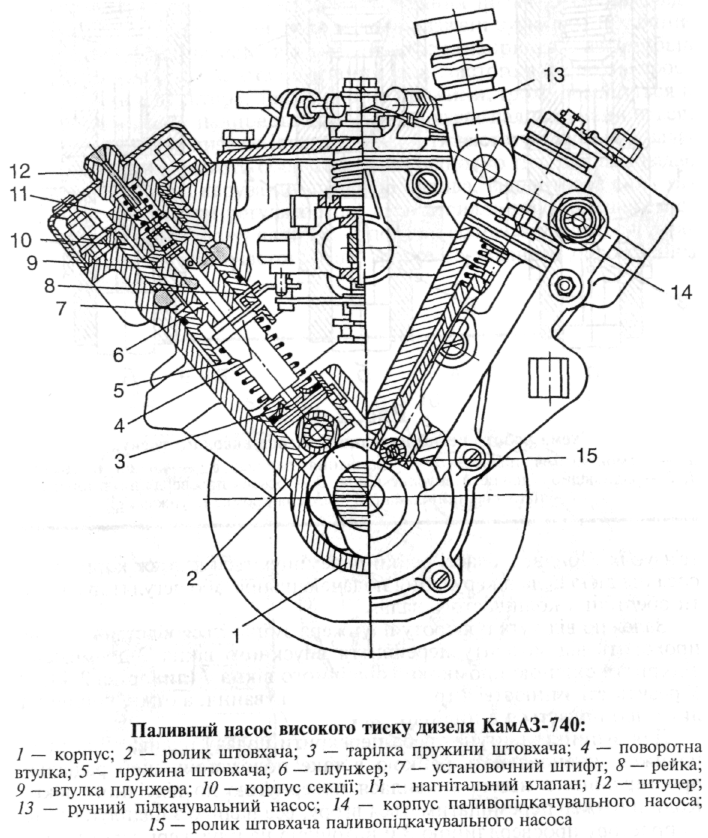 13
12
11
10
9
8
7
6
5
4
3
2
1
14
15
Паливний насос високого тиску дизеля КамАЗ-740:
1 — корпус; 2 — ролик штовхача; 3 — тарілка пружини штовхача; 4 — поворотна
втулка; 5 — пружина штовхача; 6 — плунжер; 7 — установочний штифт; 8 — рейка;
9 — втулка плунжера; 10 — корпус секції; 11 — нагнітальний клапан; 12 — штуцер;
13 — ручний підкачувальний насос; 14 — корпус паливопідкачувального насоса;
15 — ролик штовхача паливопідкачувального насоса